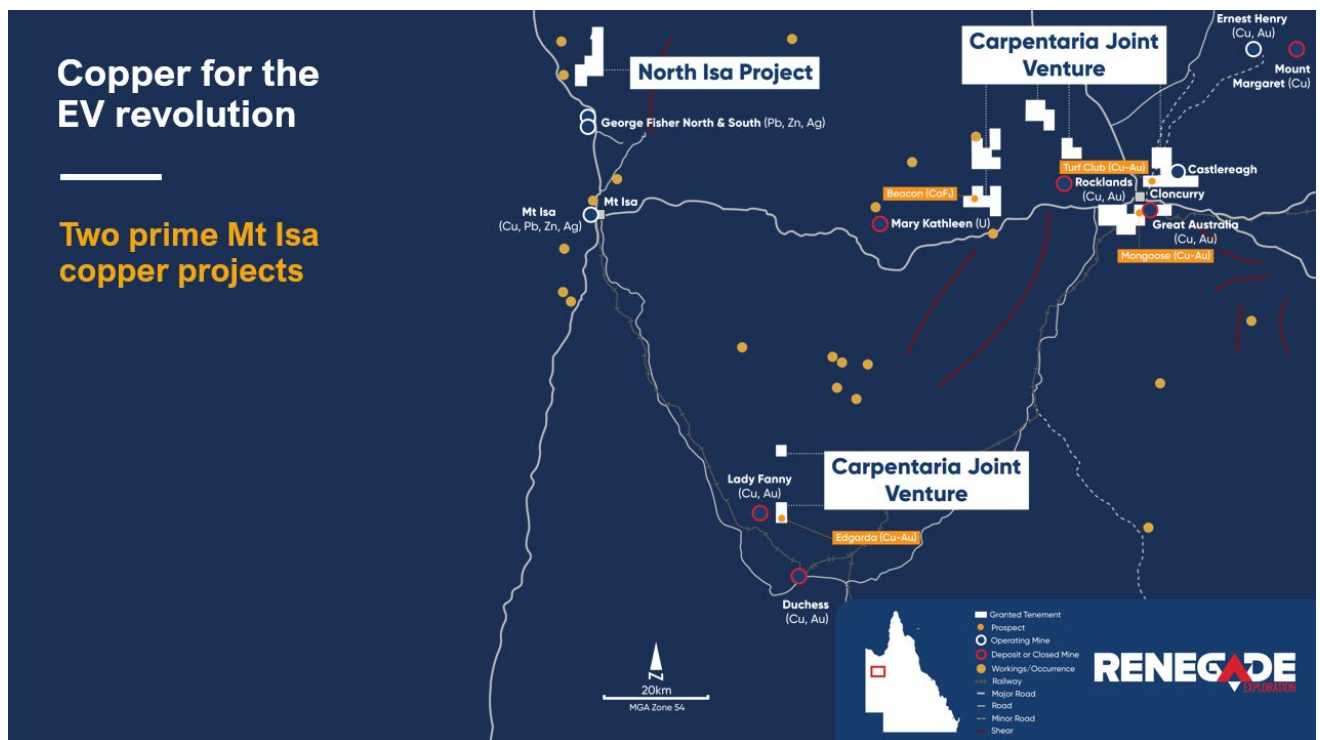 Copper for the
EV revolution
Two prime Mt Isa
copper projects
North Isa Project
Carpentaria Joint
Venture
Ernest Henry
(Cu, Au)
Mount
Margaret (Cu)
George Fisher North & South (Pb, Zn, Ag)
Turf Club (Cu-Au)
Castlereagh
Rocklands
(Cu, Au)
Cloncurry
Beacon (CaF₂)
Mt Isa
Mt Isa
(Cu, Pb, Zn, Ag)
Mary Kathleen (U)
Great Australia
(Cu, Au)
Mongoose (Cu-Au)
Carpentaria Joint
Venture
Lady Fanny
(Cu, Au)
Edgarda (Cu-Au)
Duchess
(Cu, Au)
N
20km
MGA Zone 54
Granted Tenement
Prospect
Operating Mine
Deposit or Closed Mine
Workings/Occurrence
Railway
Major Road
Road
Minor Road
Shear
RENEGADE
EXPLORATION